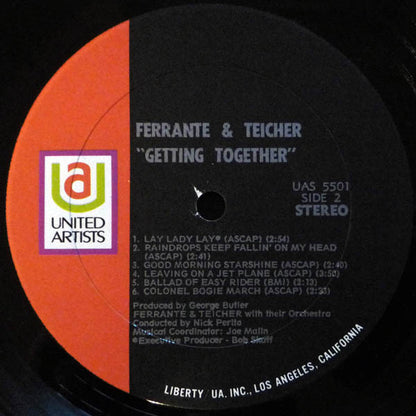 FERRANTE & TEICHER
"GETTING TOGETHER"
UAS 5501
SIDE 2
STEREO
UA
UNITED
ARTISTS
1. LAY LADY LAY* (ASCAP) (2:54)
2. RAINDROPS KEEP FALLIN' ON MY HEAD
(ASCAP) (2:41)
3. GOOD MORNING STARSHINE (ASCAP) (2:40)
4. LEAVING ON A JET PLANE (ASCAP)
5. BALLAD OF EASY RIDER (BMI) (2:13)
6. COLONEL BOGIE MARCH (ASCAP)
Produced by George Butler
FERRANTE & TEICHER with their Orchestra
Conducted by Nick Perito
Musical Coordinator: Joe Malin
*Executive Producer - Bob Skaff
LIBERTY/UA, INC., LOS ANGELES, CALIFORNIA